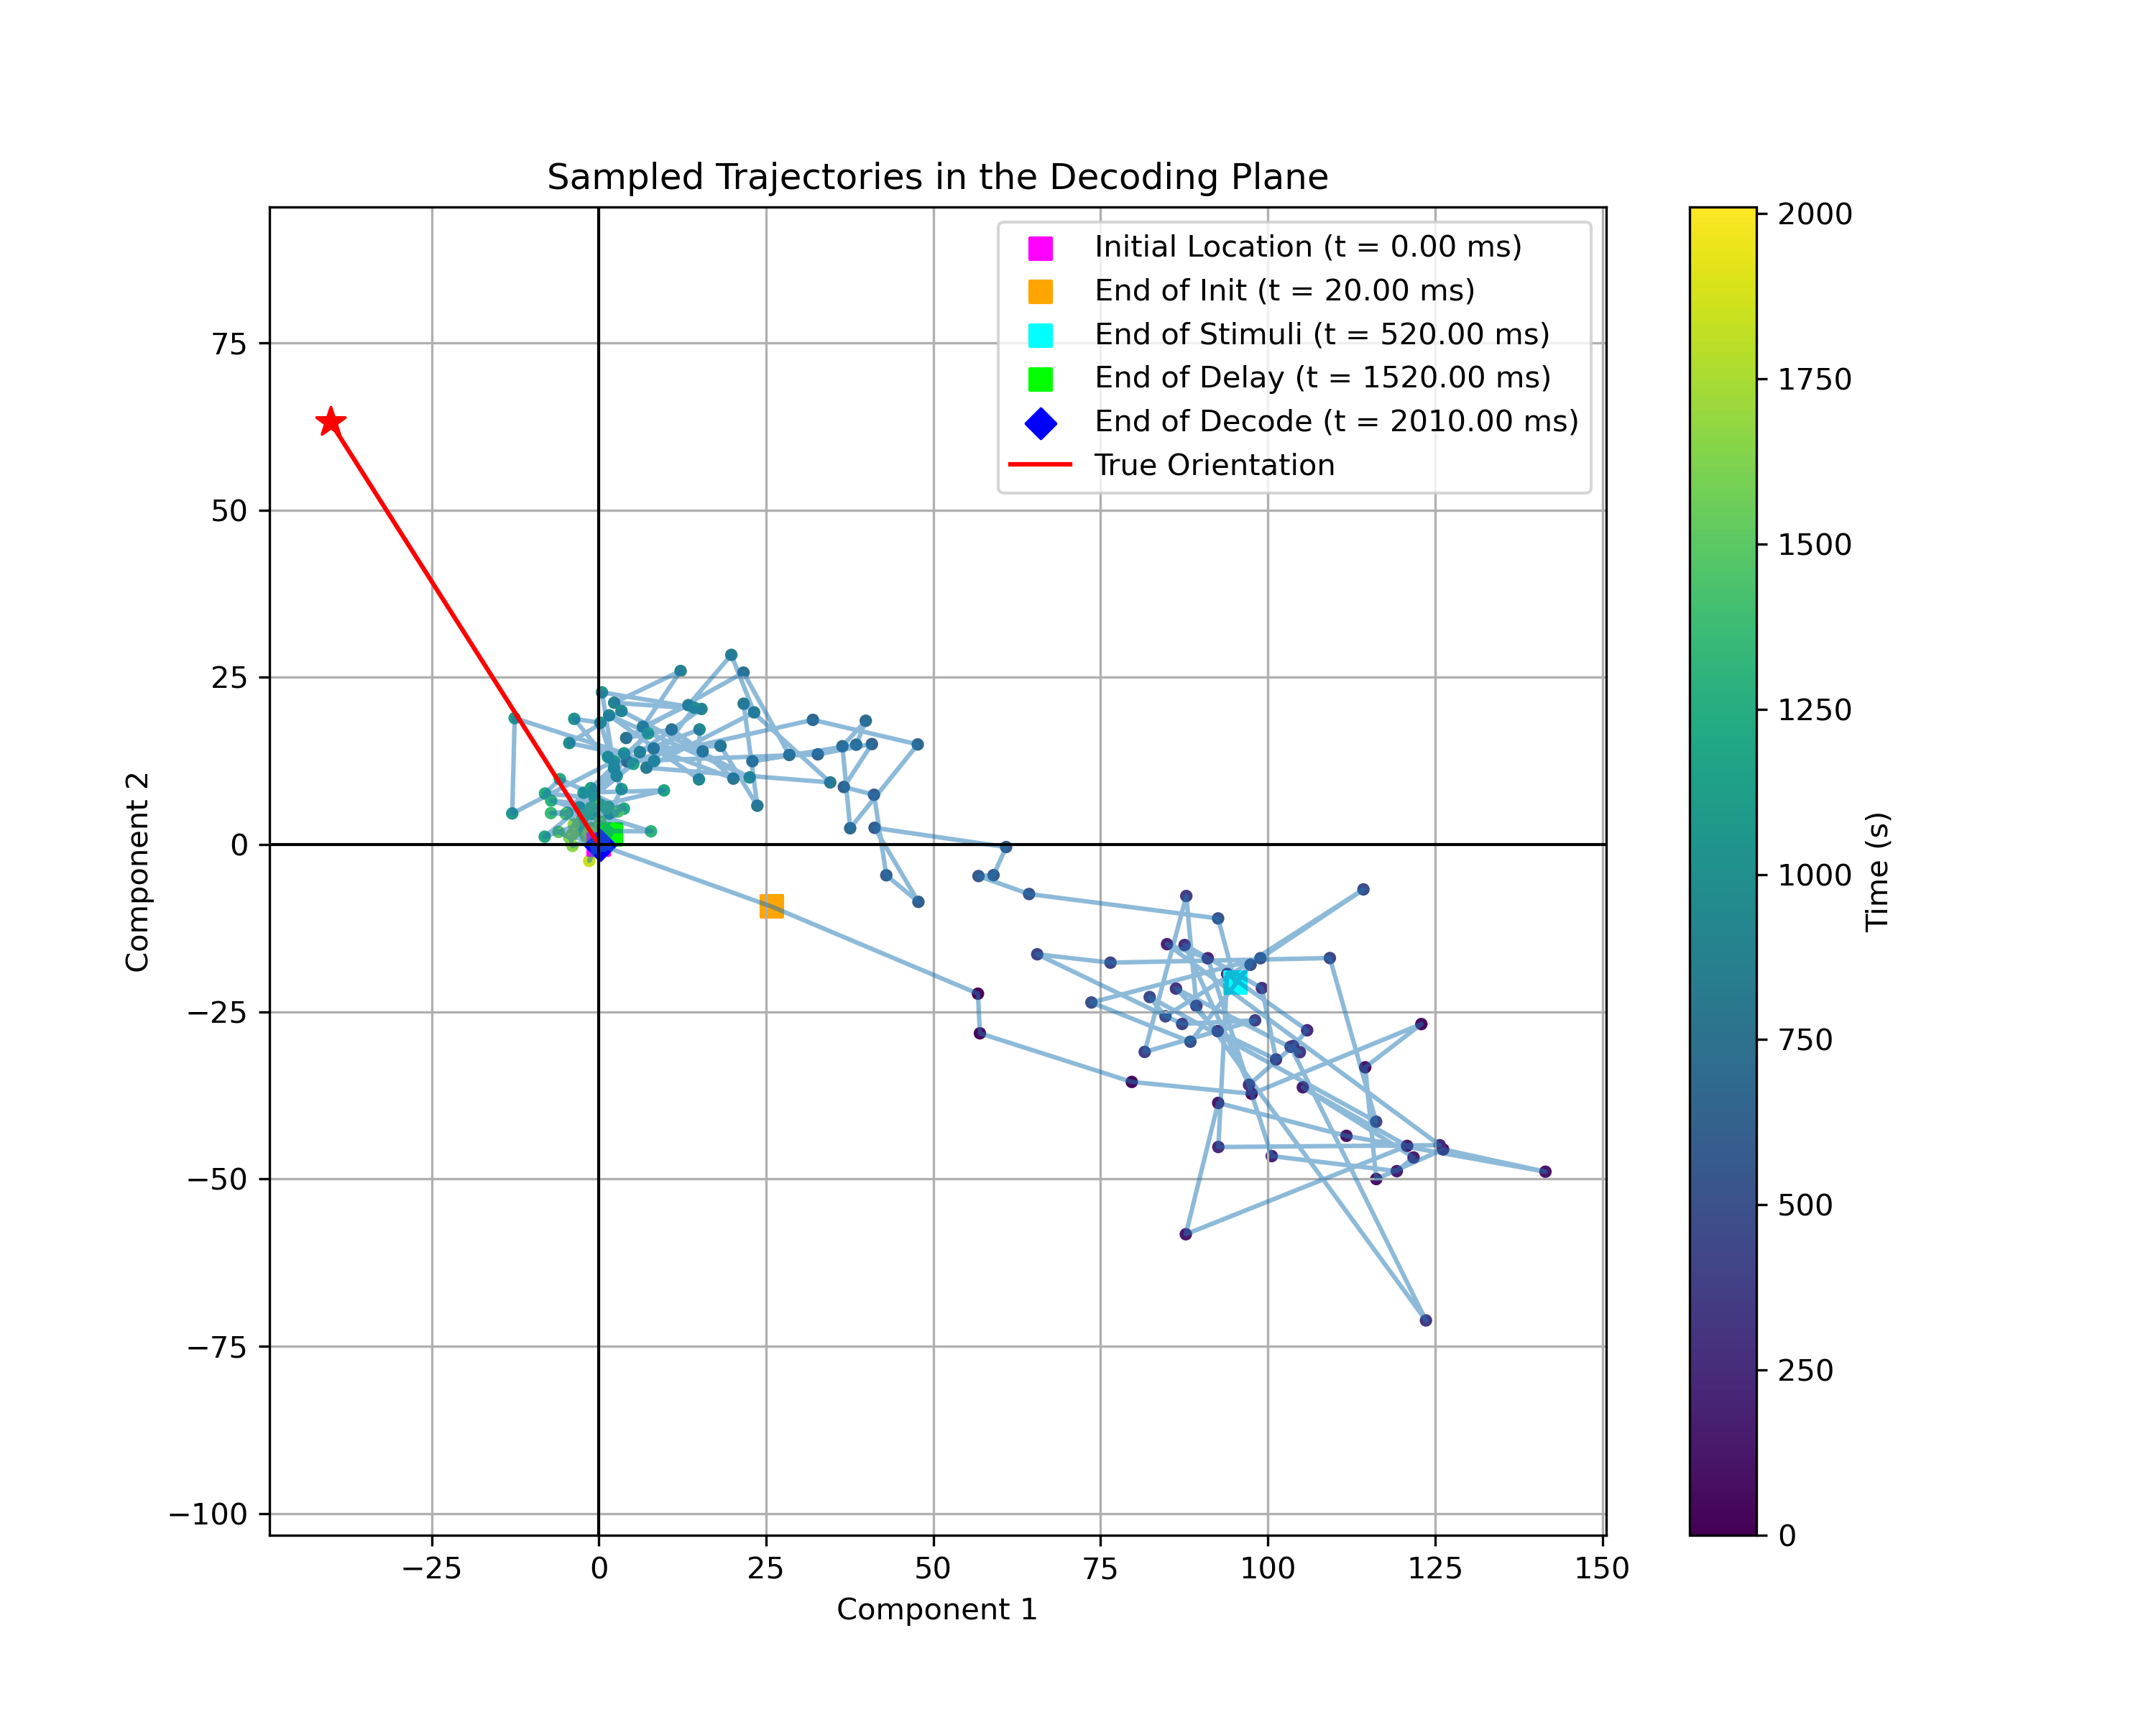 Sampled Trajectories in the Decoding Plane
Initial Location (t = 0.00 ms)
End of Init (t = 20.00 ms)
End of Stimuli (t = 520.00 ms)
End of Delay (t = 1520.00 ms)
End of Decode (t = 2010.00 ms)
True Orientation
75
50
25
0
−25
−50
−75
−100
Component 2
−25
0
25
50
75
100
125
150
Component 1
2000
1750
1500
1250
1000
750
500
250
0
Time (s)